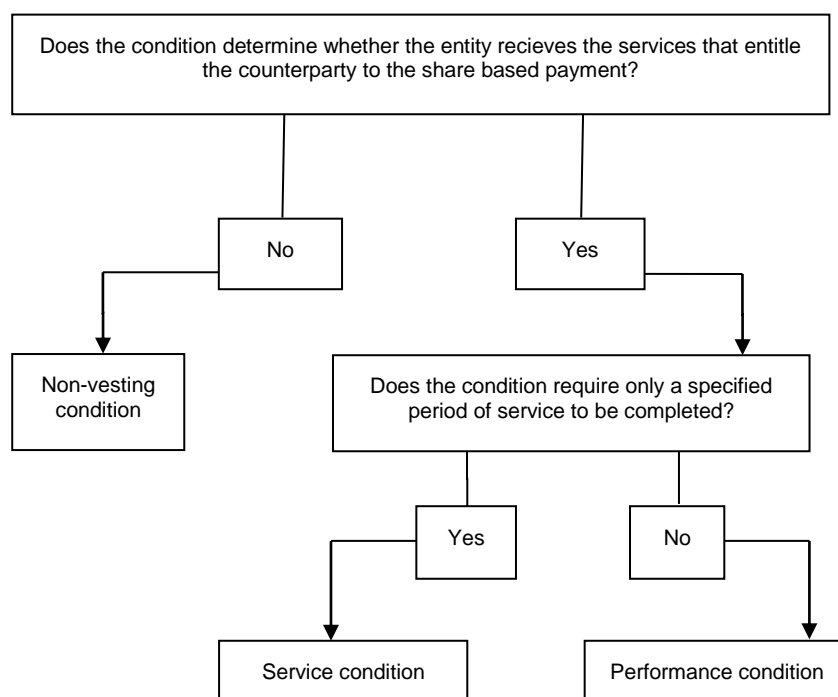 Does the condition determine whether the entity recieves the services that entitle
the counterparty to the share based payment?
No
Yes
Non-vesting
condition
Does the condition require only a specified
period of service to be completed?
Yes
No
Service condition
Performance condition